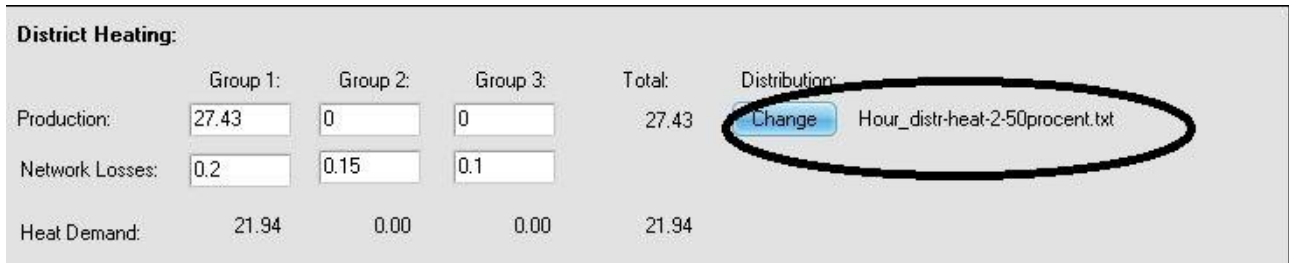 District Heating:
Group 1: Group 2: Group 3: Total: Distribution:
Production: 27.43 0 0 27.43 Change Hour_distr-heat-2-50procent.txt
Network Losses: 0.2 0.15 0.1
Heat Demand: 21.94 0.00 0.00 21.94